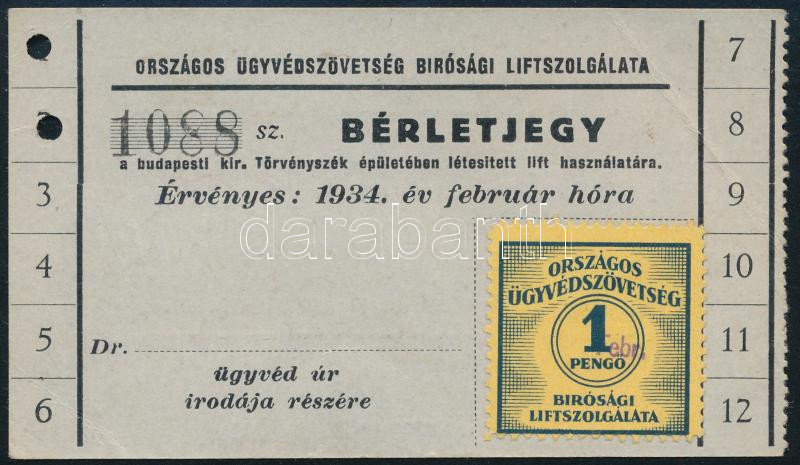 ORSZÁGOS ÜGYVÉDSZÖVETSÉG BIRÓSÁGI LIFTSZOLGÁLATA
1088 sz. BÉRLETJEGY
a budapesti kir. Törvényszék épületében létesitett lift használatára.
Érvényes: 1934. év február hóra
darabanth
Dr.
ügyvéd úr
irodája részére
ORSZÁGOS
ÜGYVÉDSZÖVETSÉG
1
Febr.
PENGŐ
BIRÓSÁGI
LIFTSZOLGÁLATA
3
4
5
6
7
8
9
10
11
12